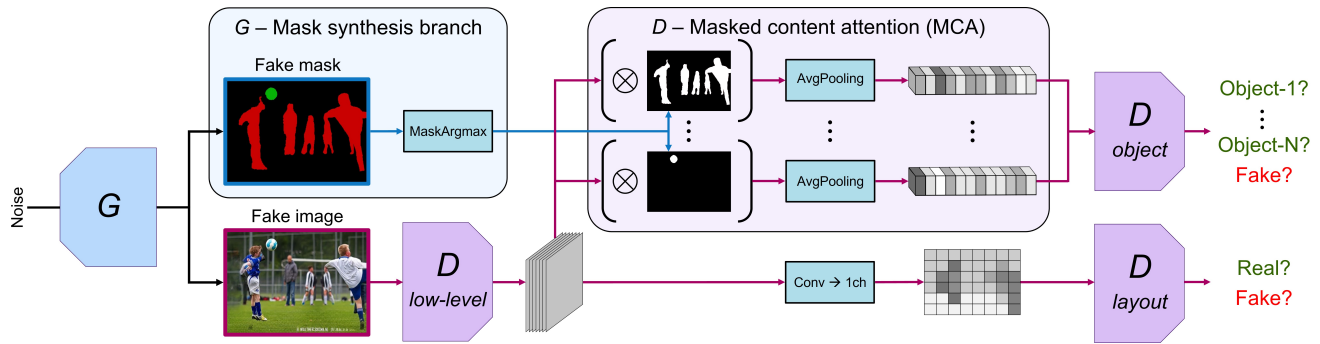 G – Mask synthesis branch
D – Masked content attention (MCA)
Fake mask
MaskArgmax
AvgPooling
AvgPooling
D
object
Object-1?
Object-N?
Fake?
Noise
G
Fake image
D
low-level
Conv → 1ch
D
layout
Real?
Fake?